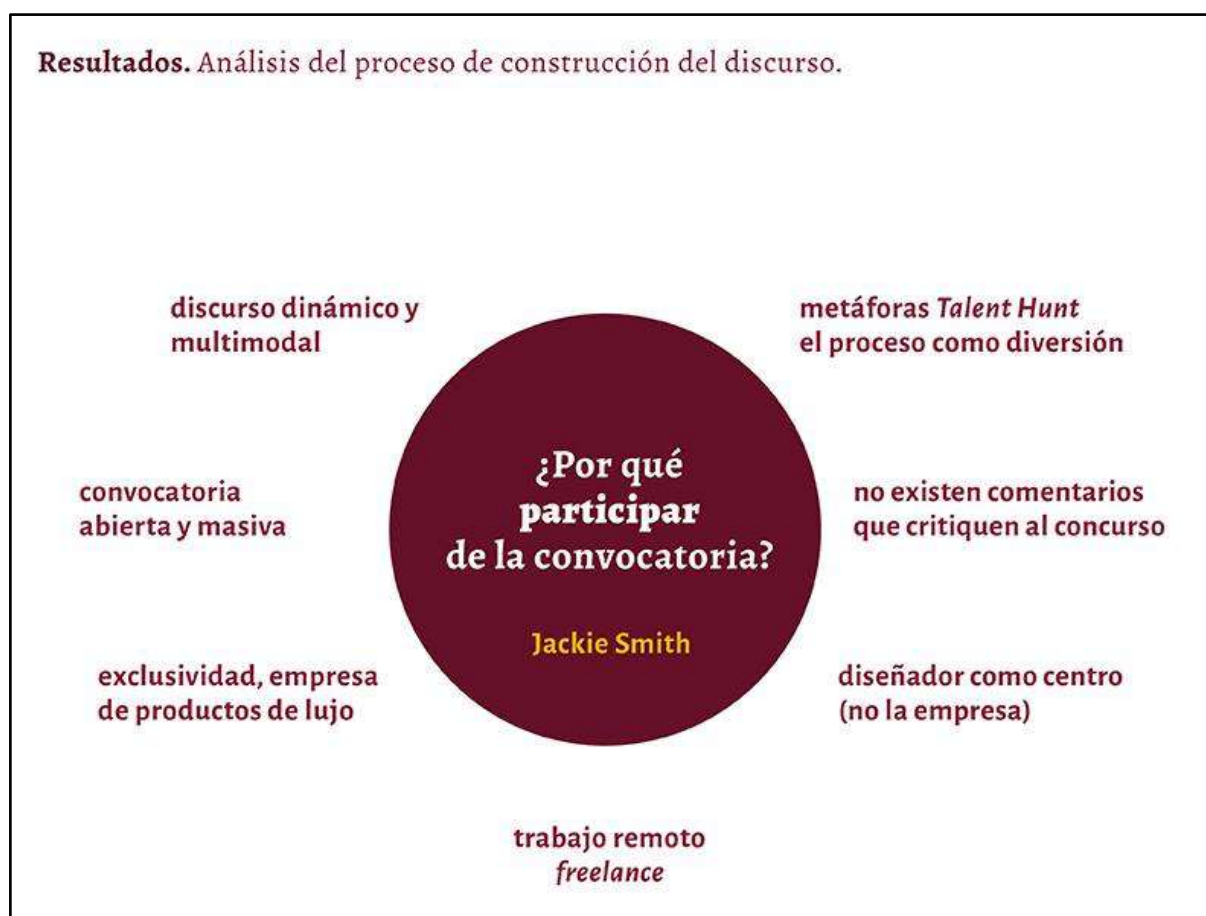 Resultados. Análisis del proceso de construcción del discurso.
discurso dinámico y
multimodal
metáforas Talent Hunt
el proceso como diversión
convocatoria
abierta y masiva
¿Por qué
participar
de la convocatoria?
Jackie Smith
no existen comentarios
que critiquen al concurso
exclusividad, empresa
de productos de lujo
diseñador como centro
(no la empresa)
trabajo remoto
freelance